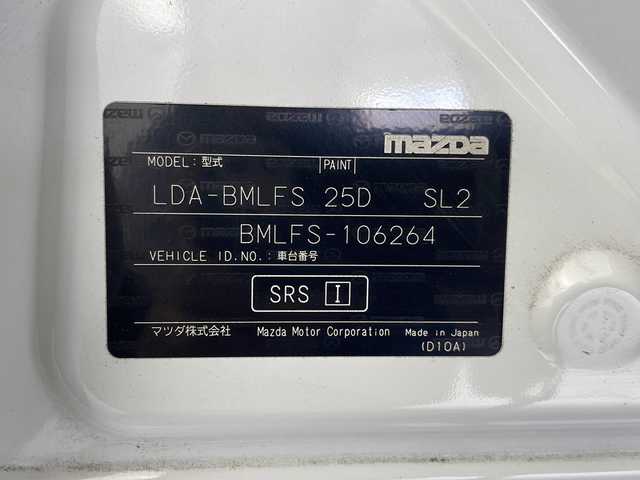 mazda
MODEL:型式 PAINT
LDA-BMLFS 25D SL2
BMLFS-106264
VEHICLE ID.NO.:車台番号
SRS I
マツダ株式会社 Mazda Motor Corporation Made in Japan
(D10A)